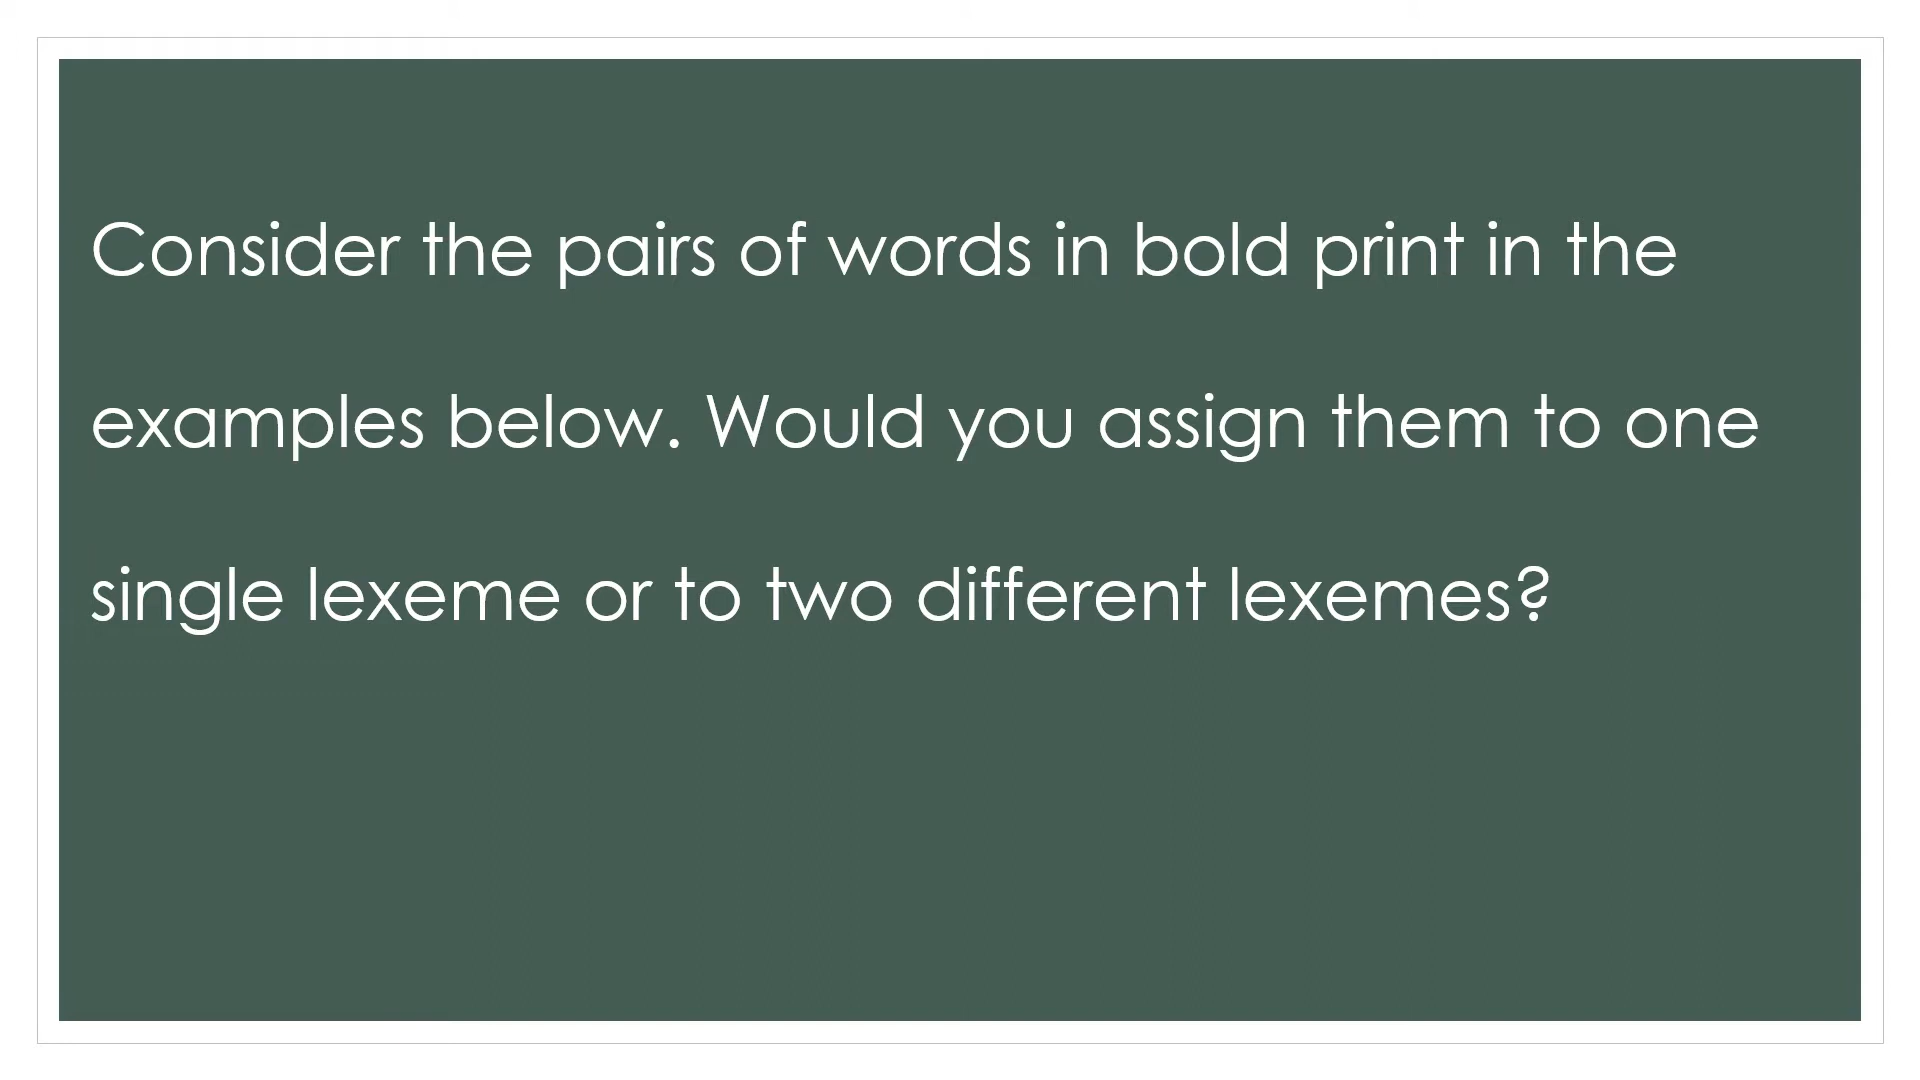 Consider the pairs of words in bold print in the
examples below. Would you assign them to one
single lexeme or to two different lexemes?